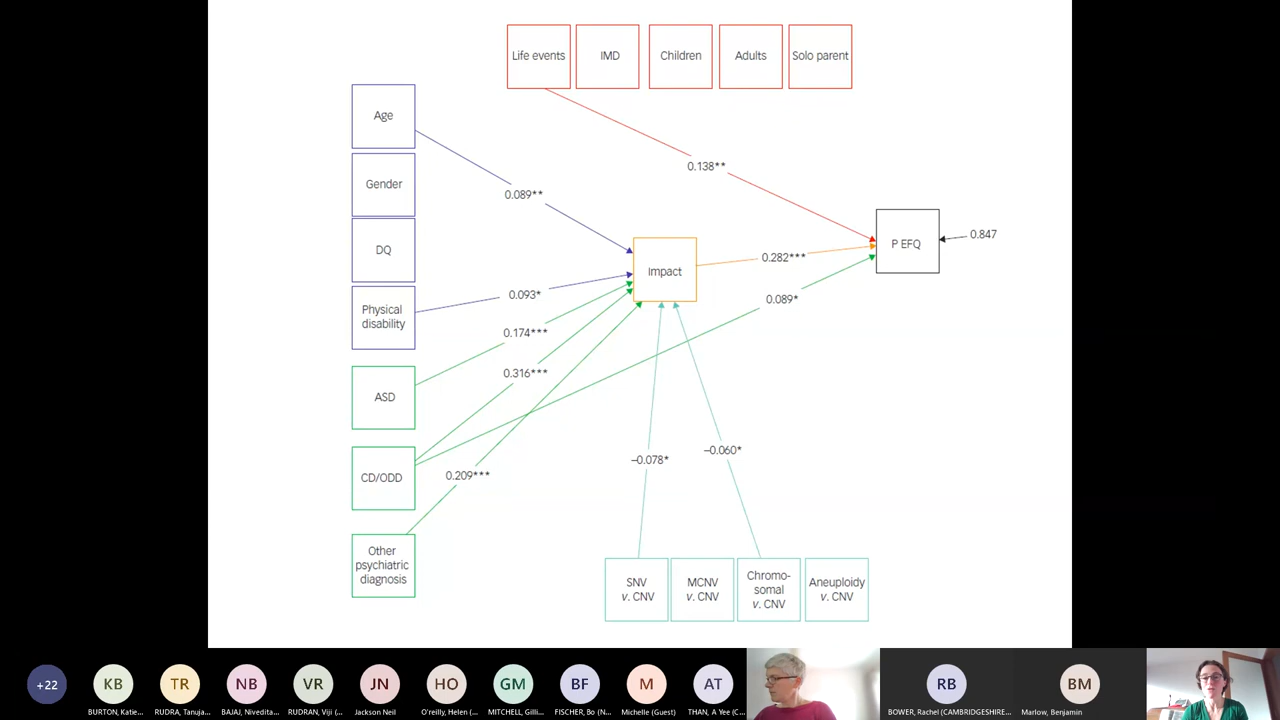 Life events
IMD
Children
Adults
Solo parent
Age
Gender
DQ
Physical
disability
ASD
CD/ODD
Other
psychiatric
diagnosis
0.138**
0.089**
Impact
P EFQ
0.847
0.282***
0.093*
0.089*
0.174***
0.316***
0.209***
–0.078*
–0.060*
SNV
v. CNV
MCNV
v. CNV
Chromo-
somal
v. CNV
Aneuploidy
v. CNV
+22
KB
TR
NB
VR
JN
HO
GM
BF
M
AT
RB
BM
BURTON, Katie...
RUDRA, Tanuja...
BAJAJ, Nivedita...
RUDRAN, Viji (...
Jackson Neil
O'reilly, Helen (...
MITCHELL, Gilli...
FISCHER, Bo (N...
Michelle (Guest)
THAN, A Yee (C...
BOWER, Rachel (CAMBRIDGESHIRE...
Marlow, Benjamin